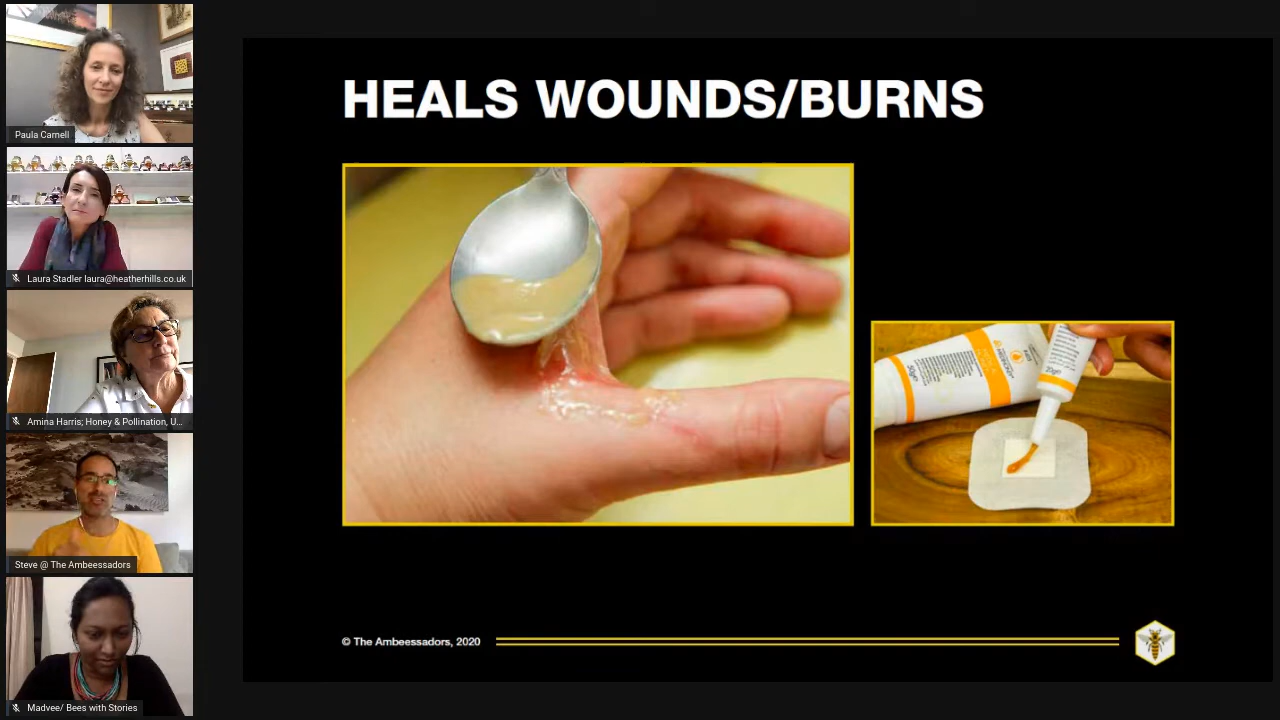 Paula Carnell
Laura Stadler laura@heatherhills.co.uk
Amina Harris; Honey & Pollination, U...
Steve @ The Ambeessadors
Madvee/ Bees with Stories
HEALS WOUNDS/BURNS
© The Ambeessadors, 2020